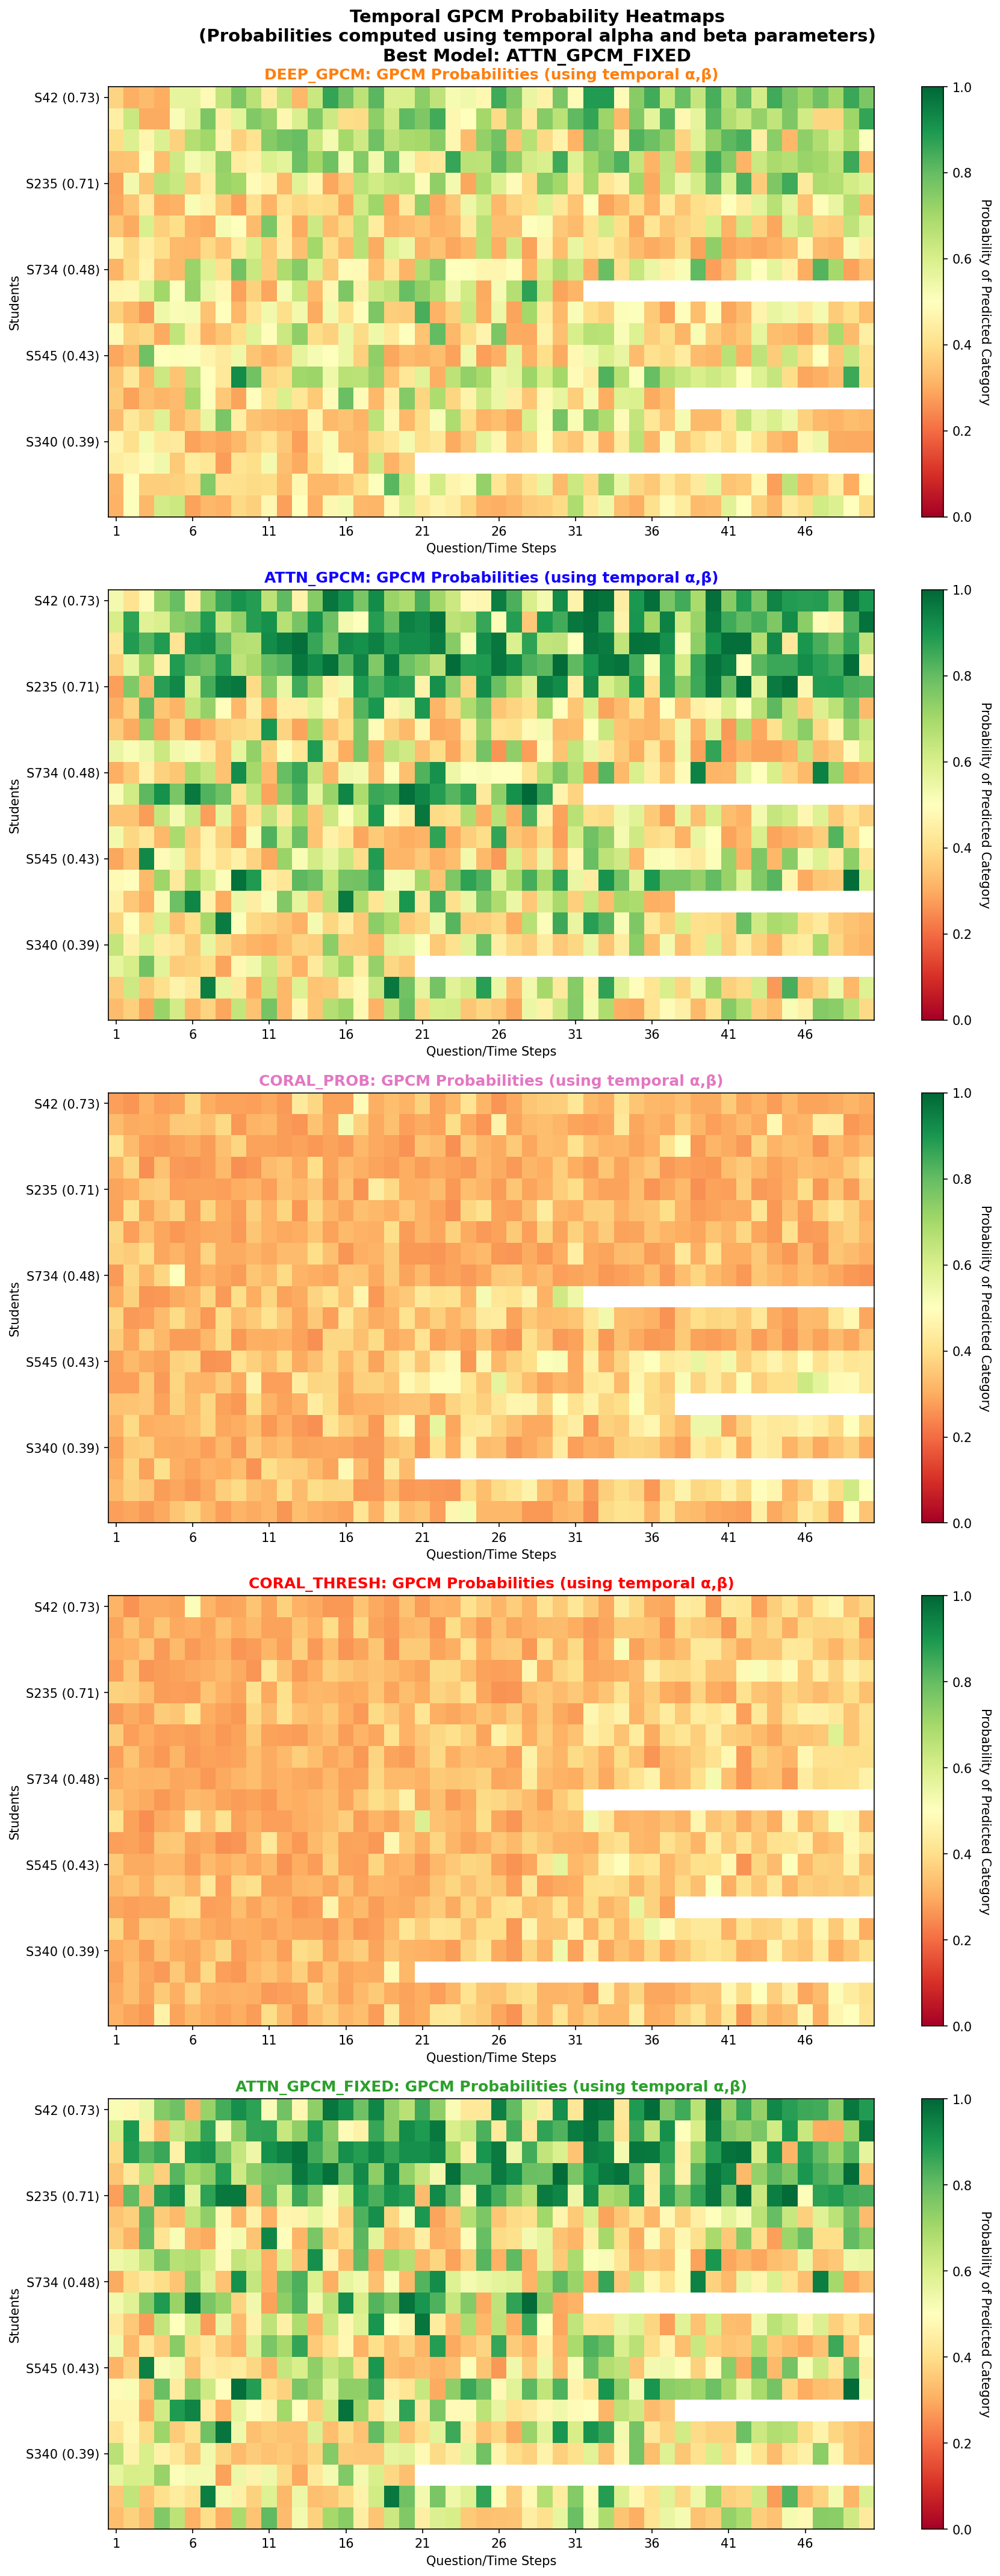 Temporal GPCM Probability Heatmaps
(Probabilities computed using temporal alpha and beta parameters)
Best Model: ATTN_GPCM_FIXED
DEEP_GPCM: GPCM Probabilities (using temporal α,β)
S42 (0.73)
S235 (0.71)
S734 (0.48)
S545 (0.43)
S340 (0.39)
Students
1 6 11 16 21 26 31 36 41 46
Question/Time Steps
1.0
0.8
0.6
0.4
0.2
0.0
Probability of Predicted Category
ATTN_GPCM: GPCM Probabilities (using temporal α,β)
S42 (0.73)
S235 (0.71)
S734 (0.48)
S545 (0.43)
S340 (0.39)
Students
1 6 11 16 21 26 31 36 41 46
Question/Time Steps
1.0
0.8
0.6
0.4
0.2
0.0
Probability of Predicted Category
CORAL_PROB: GPCM Probabilities (using temporal α,β)
S42 (0.73)
S235 (0.71)
S734 (0.48)
S545 (0.43)
S340 (0.39)
Students
1 6 11 16 21 26 31 36 41 46
Question/Time Steps
1.0
0.8
0.6
0.4
0.2
0.0
Probability of Predicted Category
CORAL_THRESH: GPCM Probabilities (using temporal α,β)
S42 (0.73)
S235 (0.71)
S734 (0.48)
S545 (0.43)
S340 (0.39)
Students
1 6 11 16 21 26 31 36 41 46
Question/Time Steps
1.0
0.8
0.6
0.4
0.2
0.0
Probability of Predicted Category
ATTN_GPCM_FIXED: GPCM Probabilities (using temporal α,β)
S42 (0.73)
S235 (0.71)
S734 (0.48)
S545 (0.43)
S340 (0.39)
Students
1 6 11 16 21 26 31 36 41 46
Question/Time Steps
1.0
0.8
0.6
0.4
0.2
0.0
Probability of Predicted Category